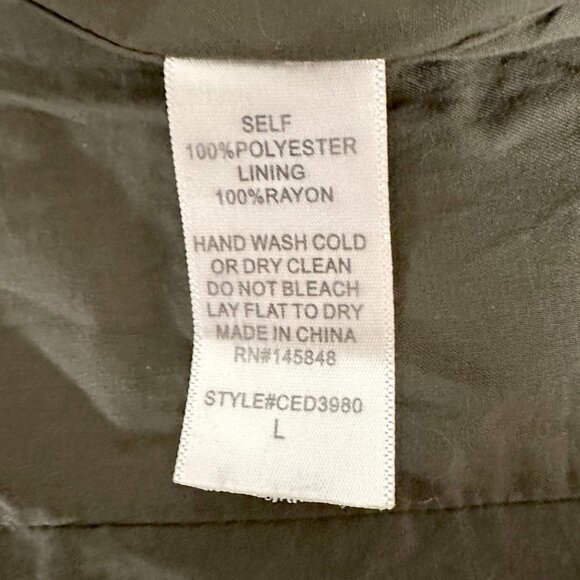 SELF
100%POLYESTER
LINING
100%RAYON
HAND WASH COLD
OR DRY CLEAN
DO NOT BLEACH
LAY FLAT TO DRY
MADE IN CHINA
RN#145848
STYLE#CED3980
L